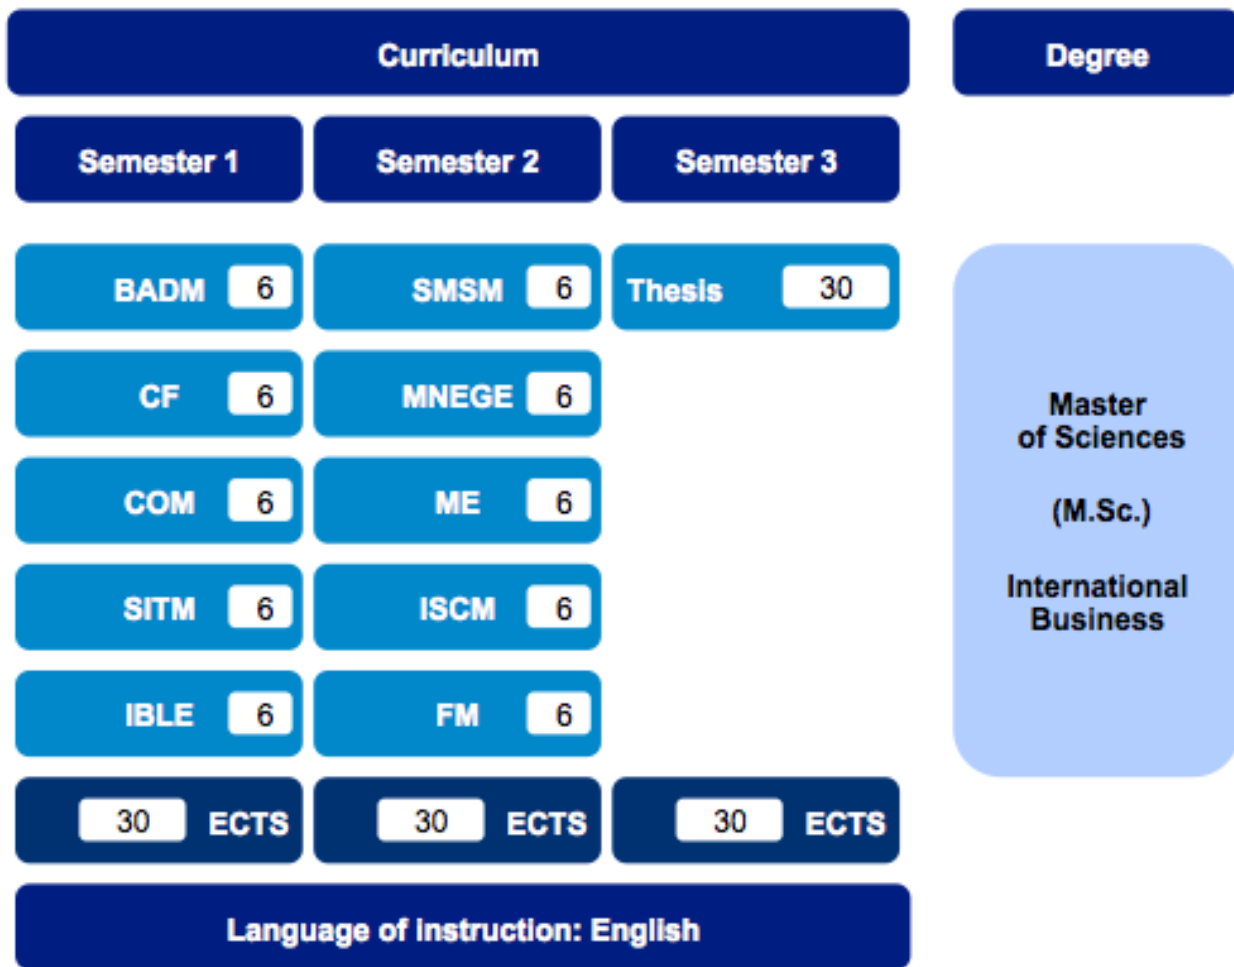 Curriculum Degree
Semester 1 Semester 2 Semester 3
BADM 6 SMSM 6 Thesis 30
CF 6 MNEGE 6
COM 6 ME 6
SITM 6 ISCM 6
IBLE 6 FM 6
30 ECTS 30 ECTS 30 ECTS
Language of instruction: English
Master
of Sciences
(M.Sc.)
International
Business